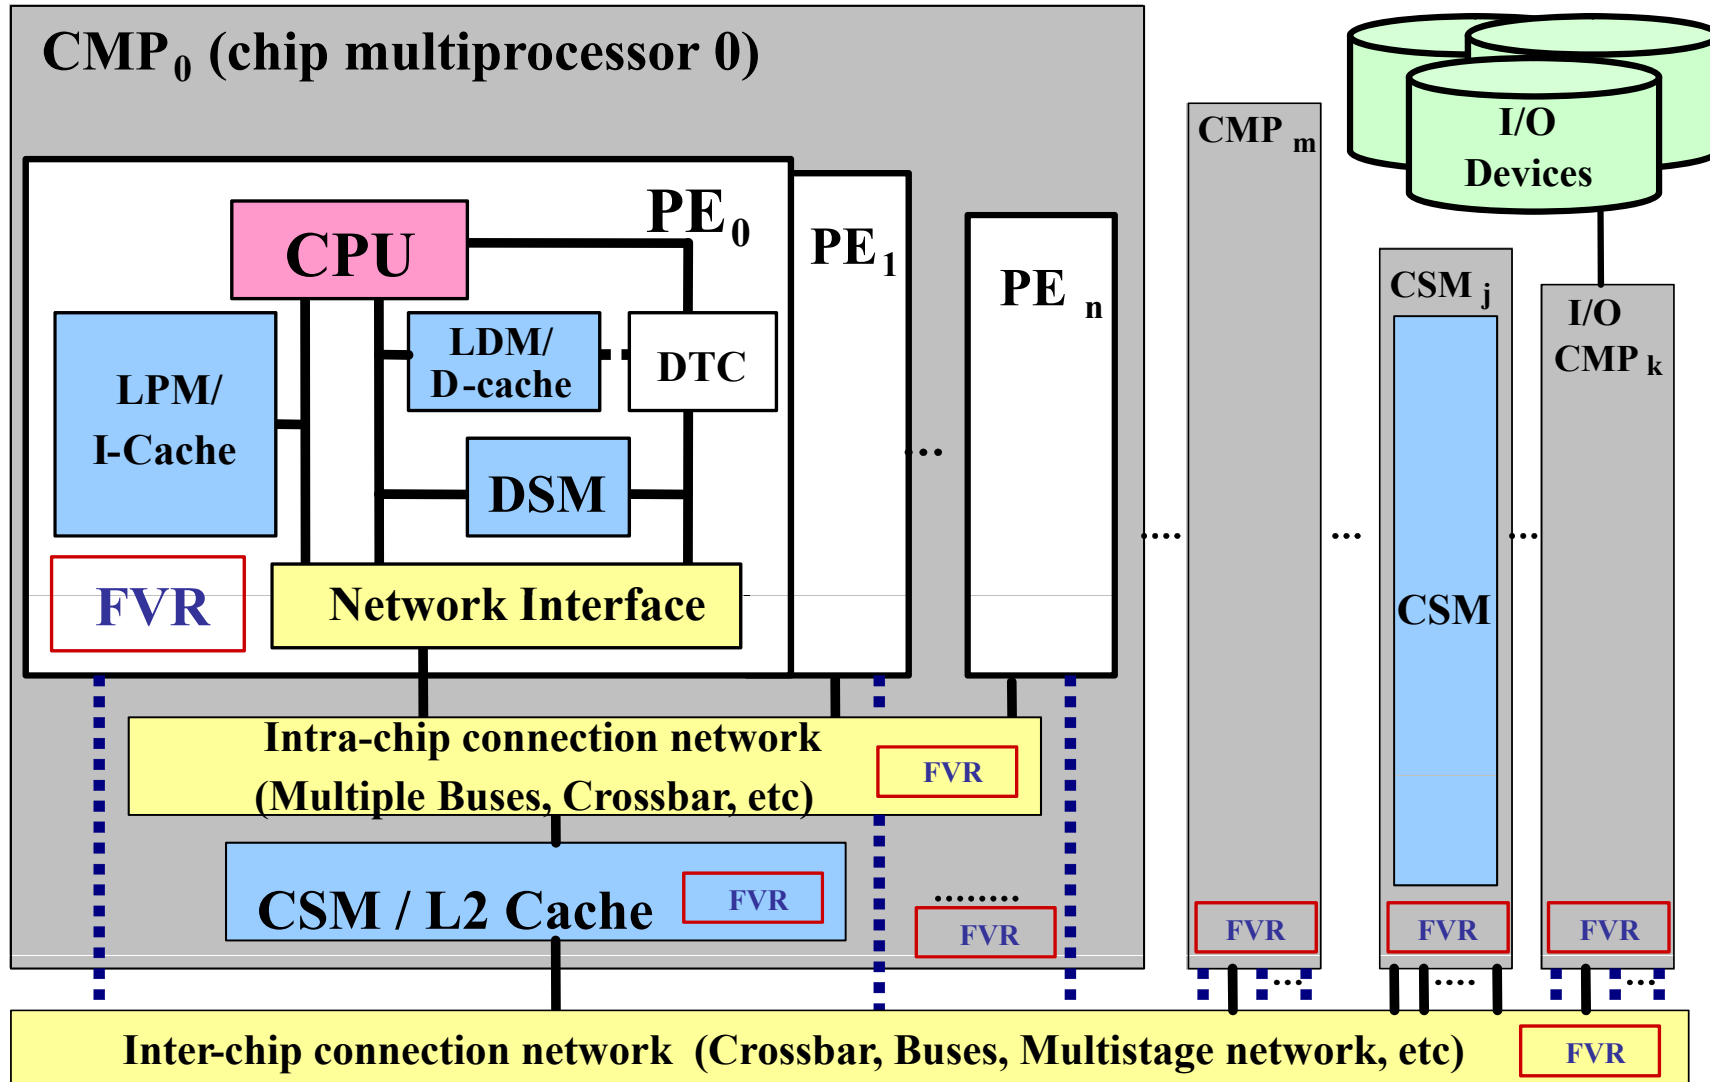 CMP0 (chip multiprocessor 0)
PE0
CPU
LPM/
I-Cache
LDM/
D-cache
DTC
DSM
FVR
Network Interface
PE1
....
PE n
Intra-chip connection network
(Multiple Buses, Crossbar, etc)
FVR
CSM / L2 Cache
FVR
........
FVR
....
CMP m
FVR
....
...
CSM j
CSM
FVR
....
...
I/O
Devices
I/O
CMP k
FVR
...
Inter-chip connection network (Crossbar, Buses, Multistage network, etc)
FVR